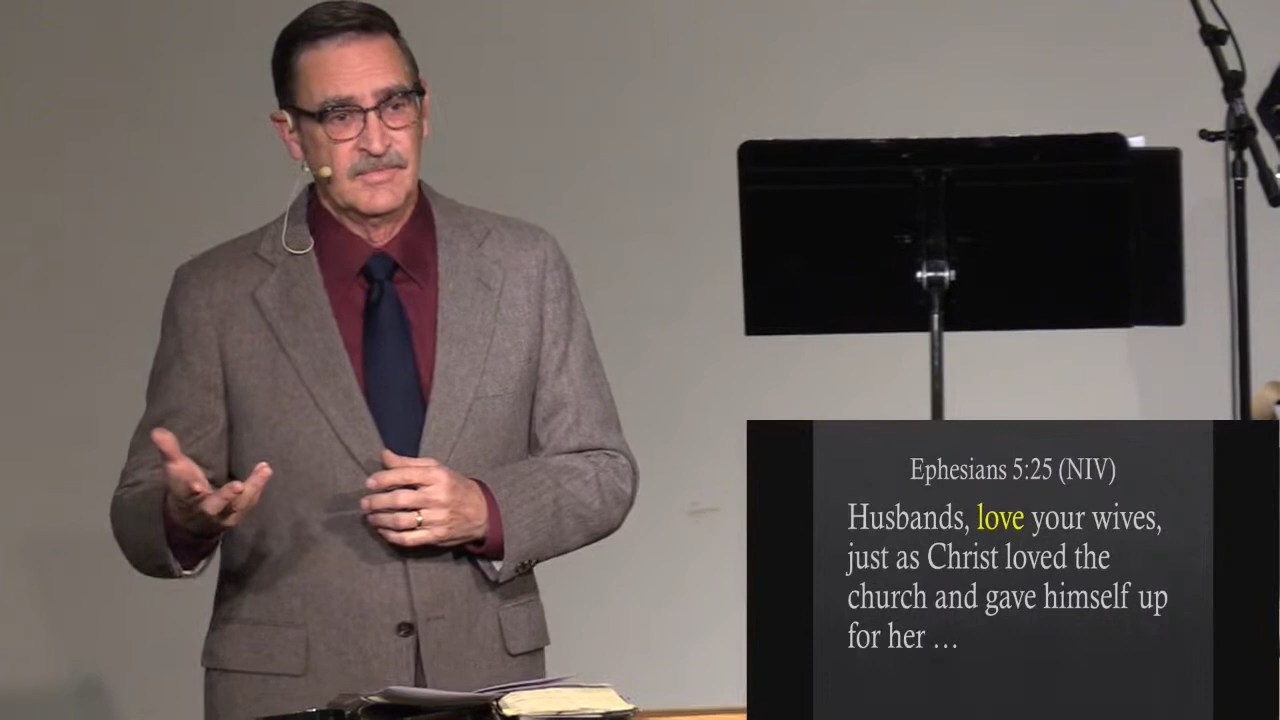 Ephesians 5:25 (NIV)
Husbands, love your wives,
just as Christ loved the
church and gave himself up
for her …